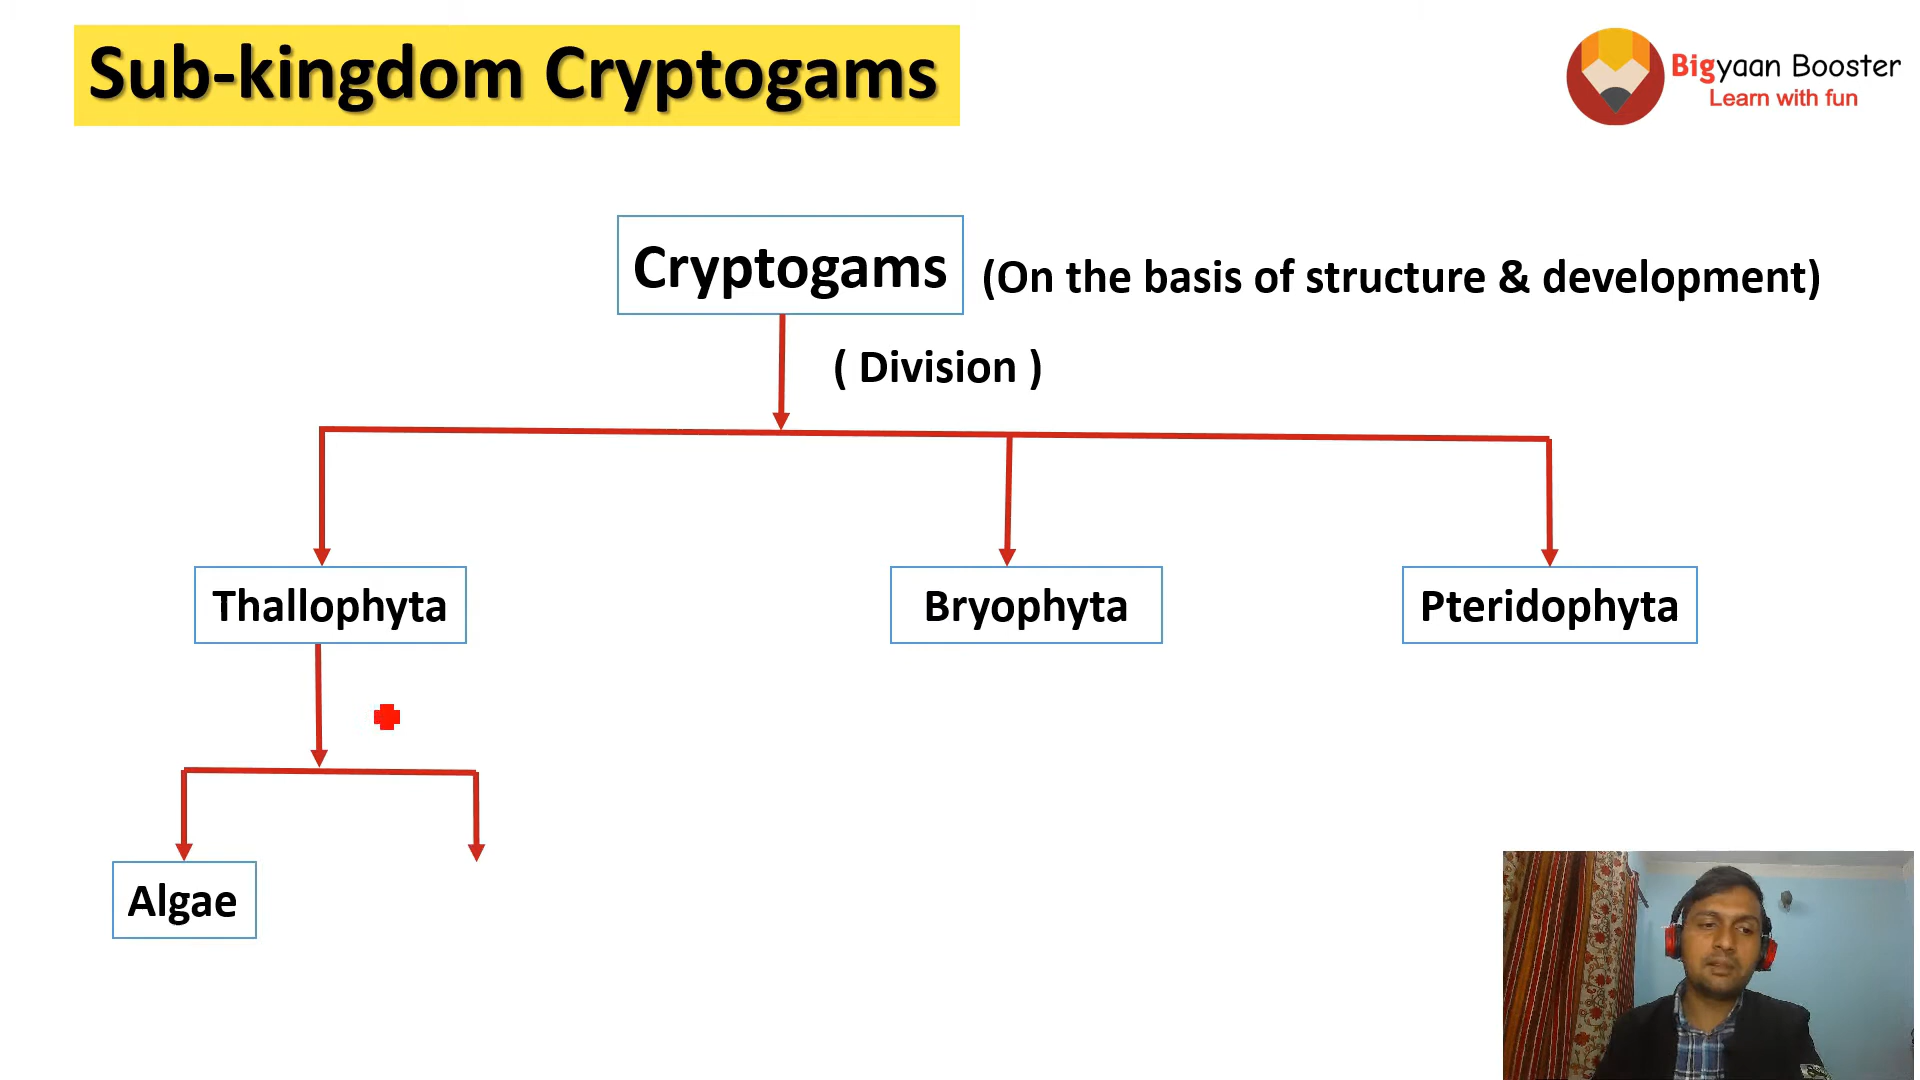 Sub-kingdom Cryptogams
Bigyaan Booster
Learn with fun
Cryptogams
(On the basis of structure & development)
( Division )
Thallophyta
Bryophyta
Pteridophyta
Algae